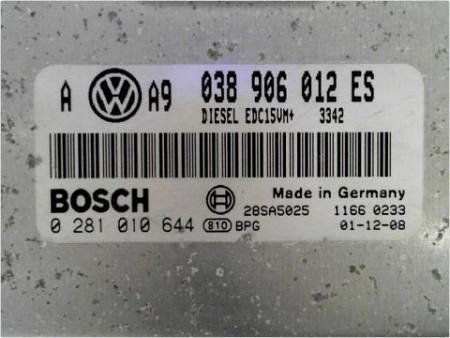 A VW A9 038 906 012 ES
DIESEL EDC15VM+ 3342
BOSCH Made in Germany
28SA5025 1166 0233
0 281 010 644 810 BPG 01-12-08